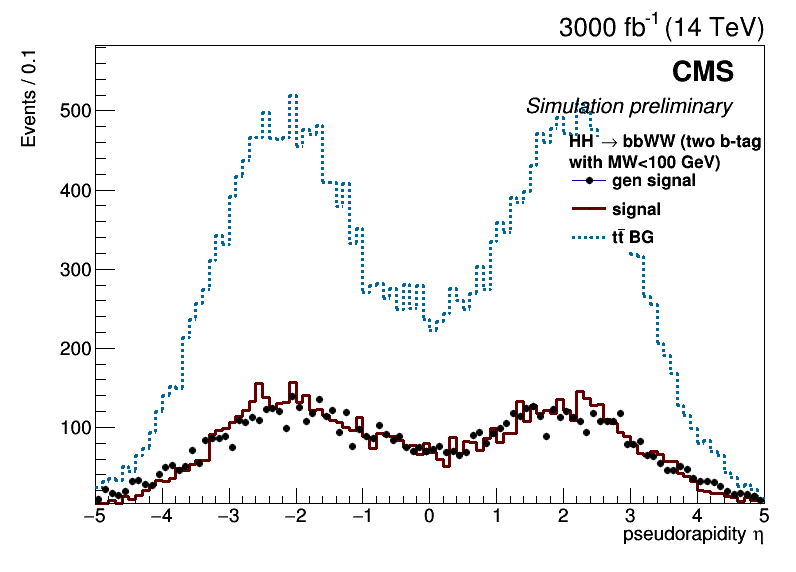 3000 fb⁻¹ (14 TeV)
CMS
Simulation preliminary
HH → bbWW (two b-tag
with MW<100 GeV)
gen signal
signal
tt̄ BG
Events / 0.1
500
400
300
200
100
−5 −4 −3 −2 −1 0 1 2 3 4 5
pseudorapidity η